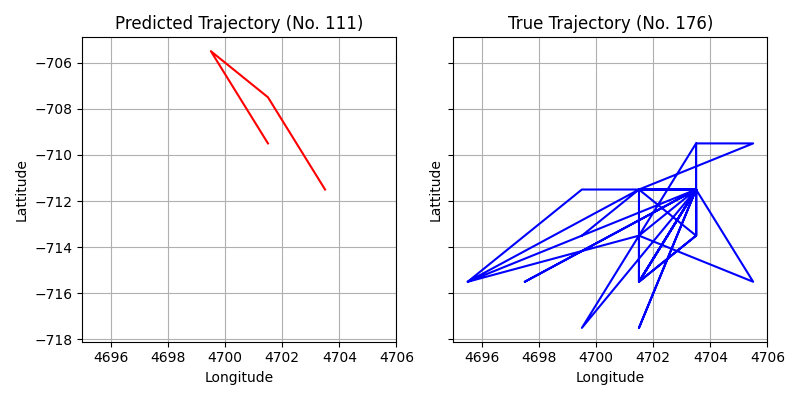 Predicted Trajectory (No. 111)
Lattitude
−706
−708
−710
−712
−714
−716
−718
4696 4698 4700 4702 4704 4706
Longitude
True Trajectory (No. 176)
Lattitude
4696 4698 4700 4702 4704 4706
Longitude